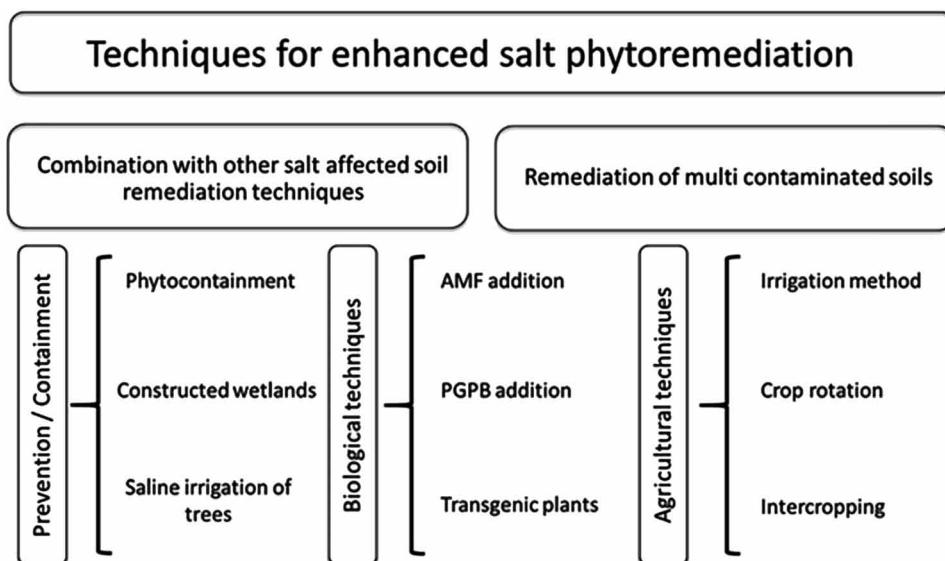 Techniques for enhanced salt phytoremediation
Combination with other salt affected soil
remediation techniques
Remediation of multi contaminated soils
Prevention / Containment
Phytocontainment
Constructed wetlands
Saline irrigation of
trees
Biological techniques
AMF addition
PGPB addition
Transgenic plants
Agricultural techniques
Irrigation method
Crop rotation
Intercropping